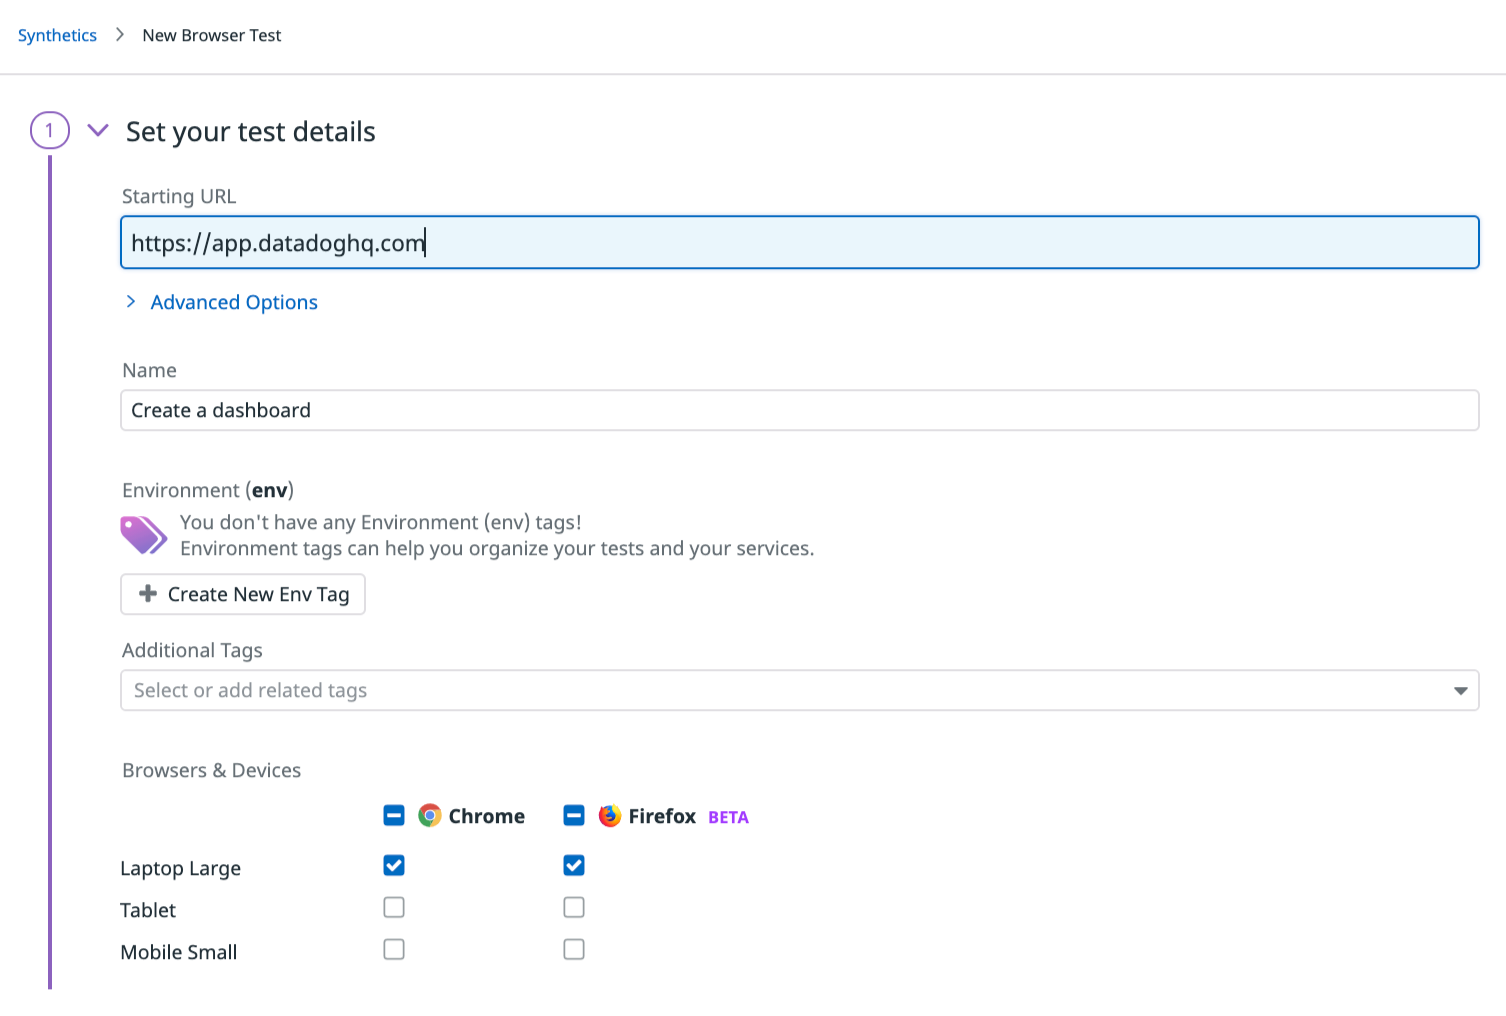 Synthetics > New Browser Test
1 Set your test details
Starting URL
https://app.datadoghq.com
Advanced Options
Name
Create a dashboard
Environment (env)
You don't have any Environment (env) tags!
Environment tags can help you organize your tests and your services.
+ Create New Env Tag
Additional Tags
Select or add related tags
Browsers & Devices
Chrome Firefox BETA
Laptop Large
Tablet
Mobile Small